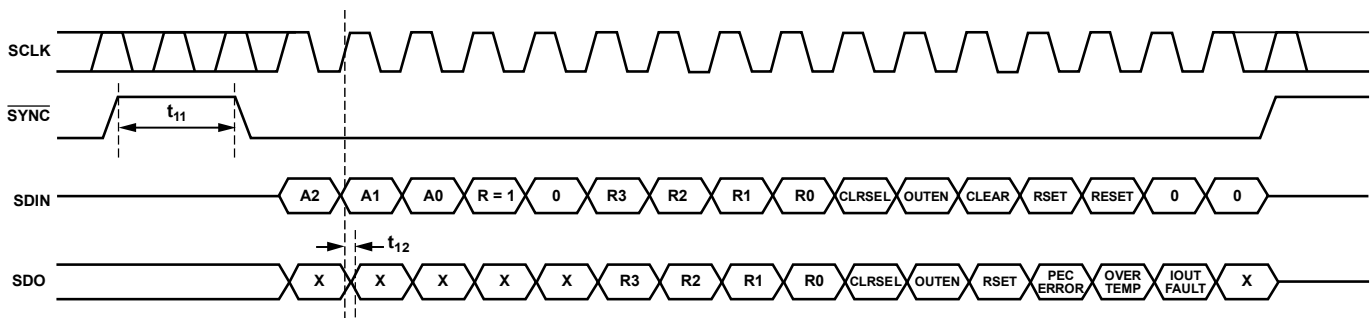 SCLK
SYNC
t11
SDIN
A2 A1 A0 R = 1 0 R3 R2 R1 R0 CLRSEL OUTEN CLEAR RSET RESET 0 0
t12
SDO
X X X X X R3 R2 R1 R0 CLRSEL OUTEN RSET PEC ERROR OVER TEMP IOUT FAULT X